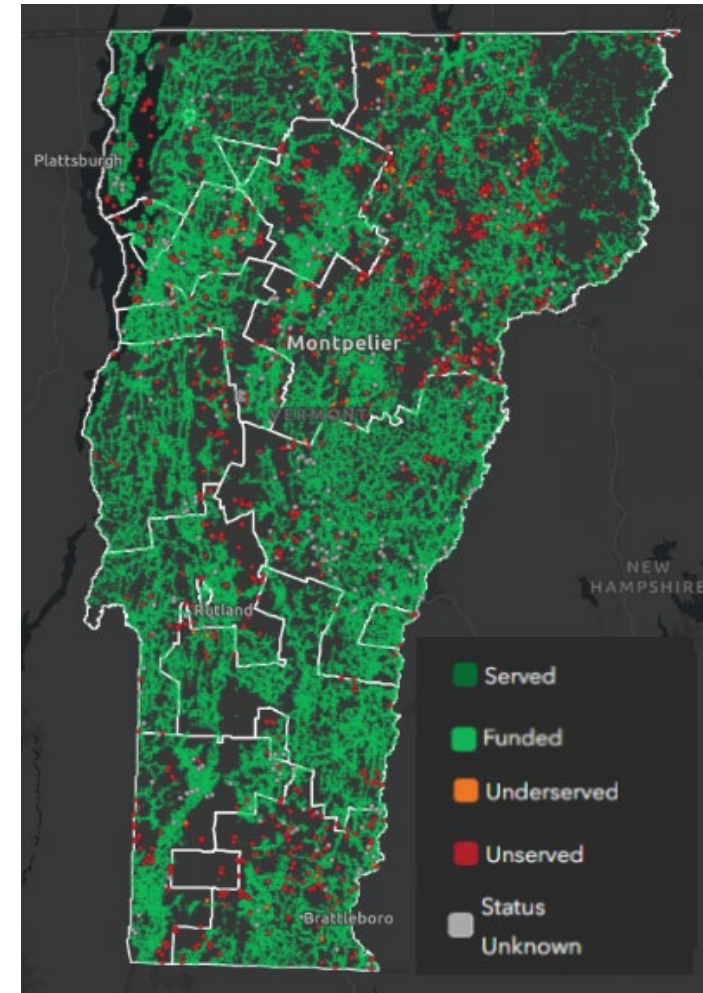 Plattsburgh
Montpelier
VERMONT
NEW
HAMPSHIRE
Rutland
Served
Funded
Underserved
Unserved
Status
Unknown
Brattleboro